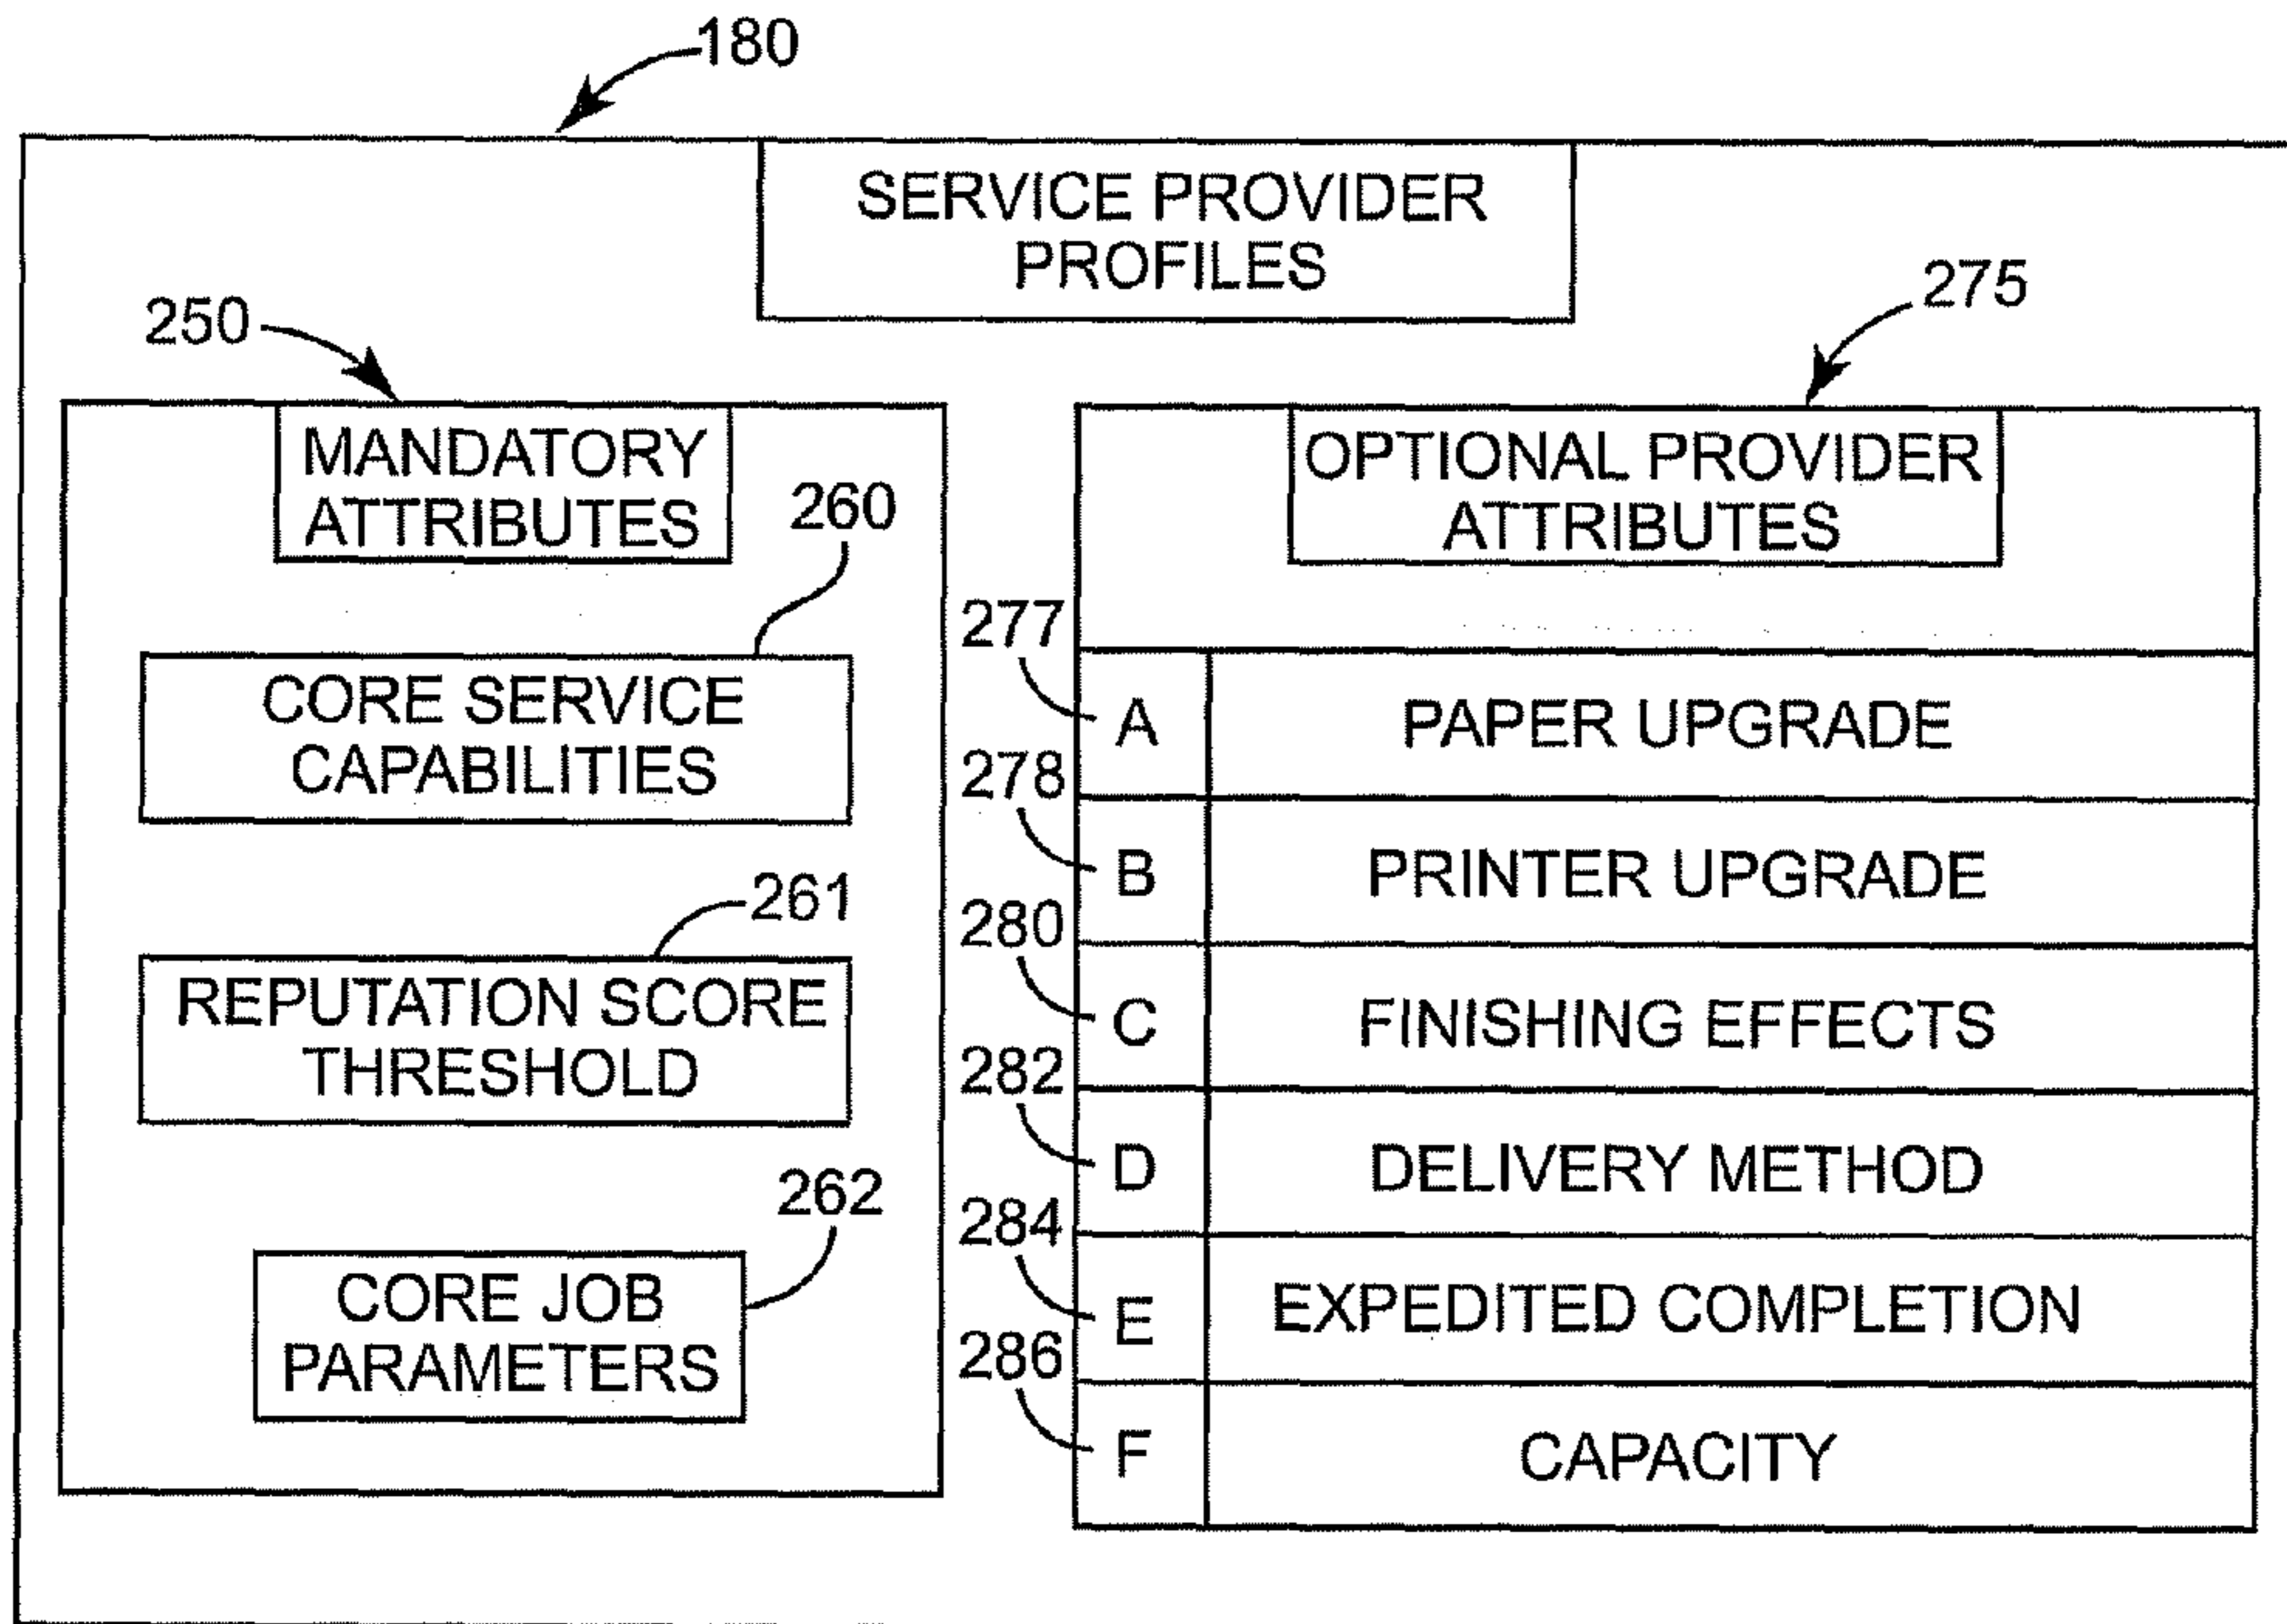 180
SERVICE PROVIDER
PROFILES
250
275
MANDATORY
ATTRIBUTES
260
CORE SERVICE
CAPABILITIES
261
REPUTATION SCORE
THRESHOLD
262
CORE JOB
PARAMETERS
OPTIONAL PROVIDER
ATTRIBUTES
277
A PAPER UPGRADE
278
B PRINTER UPGRADE
280
C FINISHING EFFECTS
282
D DELIVERY METHOD
284
E EXPEDITED COMPLETION
286
F CAPACITY